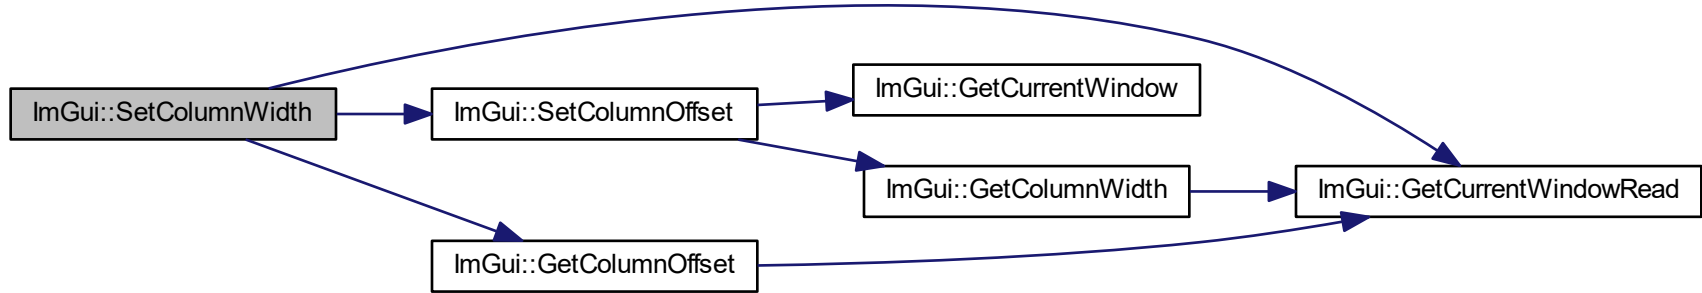 ImGui::SetColumnWidth
ImGui::SetColumnOffset
ImGui::GetCurrentWindow
ImGui::GetColumnWidth
ImGui::GetCurrentWindowRead
ImGui::GetColumnOffset